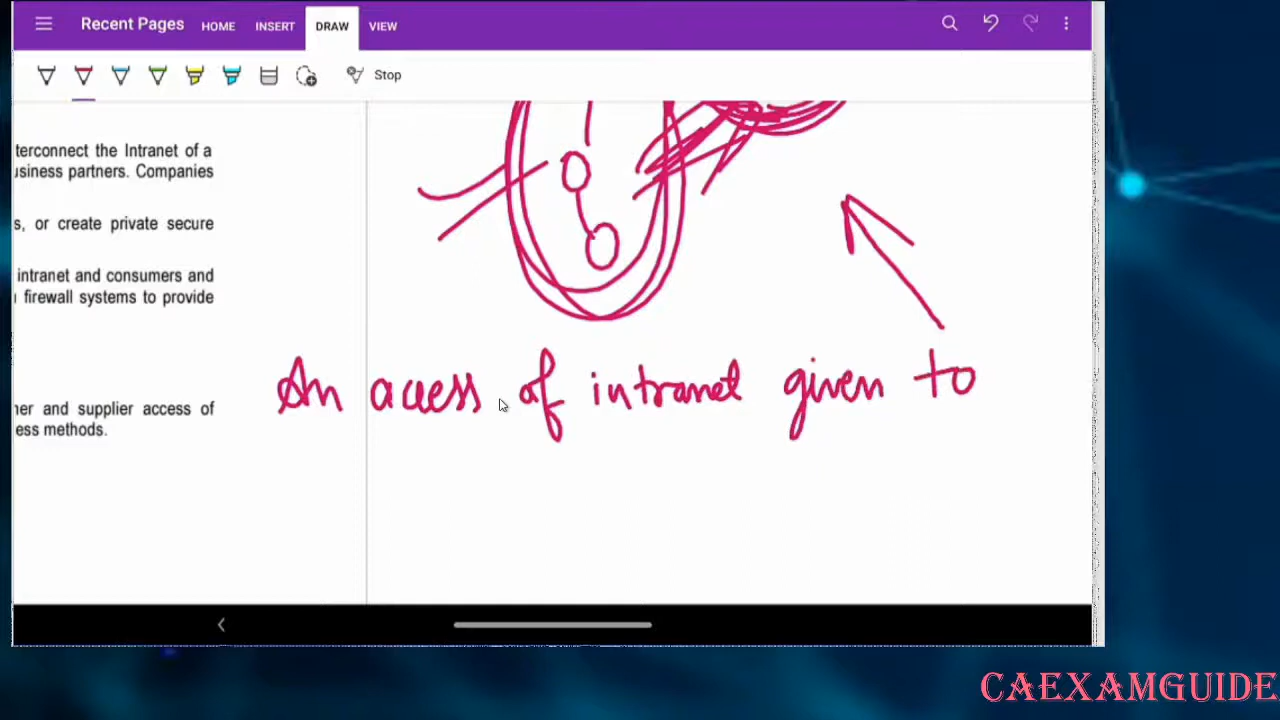 Recent Pages HOME INSERT DRAW VIEW
Stop
terconnect the Intranet of a
usiness partners. Companies
s, or create private secure
intranet and consumers and
firewall systems to provide
An acess of intranet given to
her and supplier access of
ess methods.
CAEXAMGUIDE